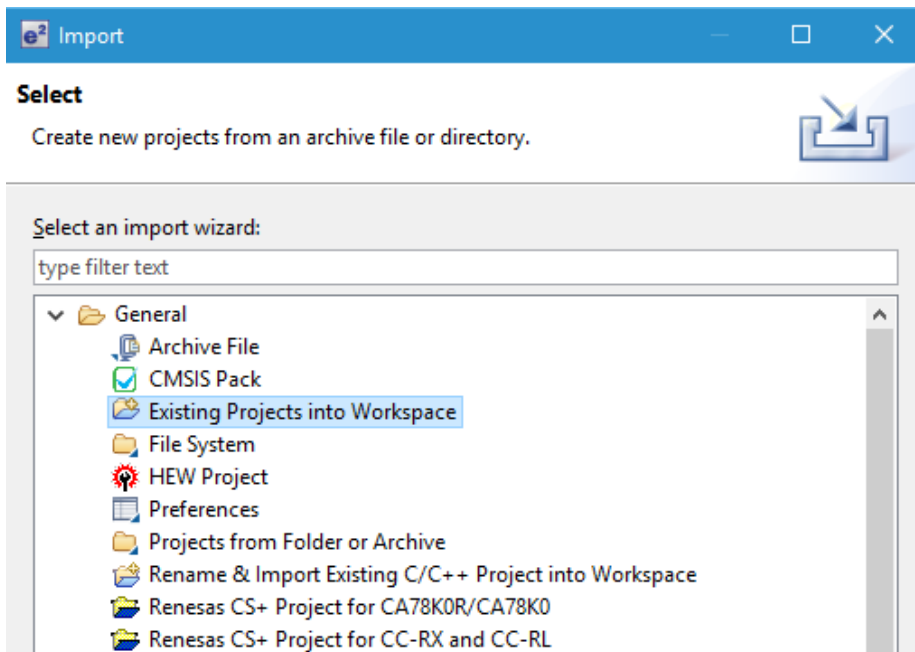 e² Import
Select
Create new projects from an archive file or directory.
Select an import wizard:
type filter text
General
Archive File
CMSIS Pack
Existing Projects into Workspace
File System
HEW Project
Preferences
Projects from Folder or Archive
Rename & Import Existing C/C++ Project into Workspace
Renesas CS+ Project for CA78K0R/CA78K0
Renesas CS+ Project for CC-RX and CC-RL